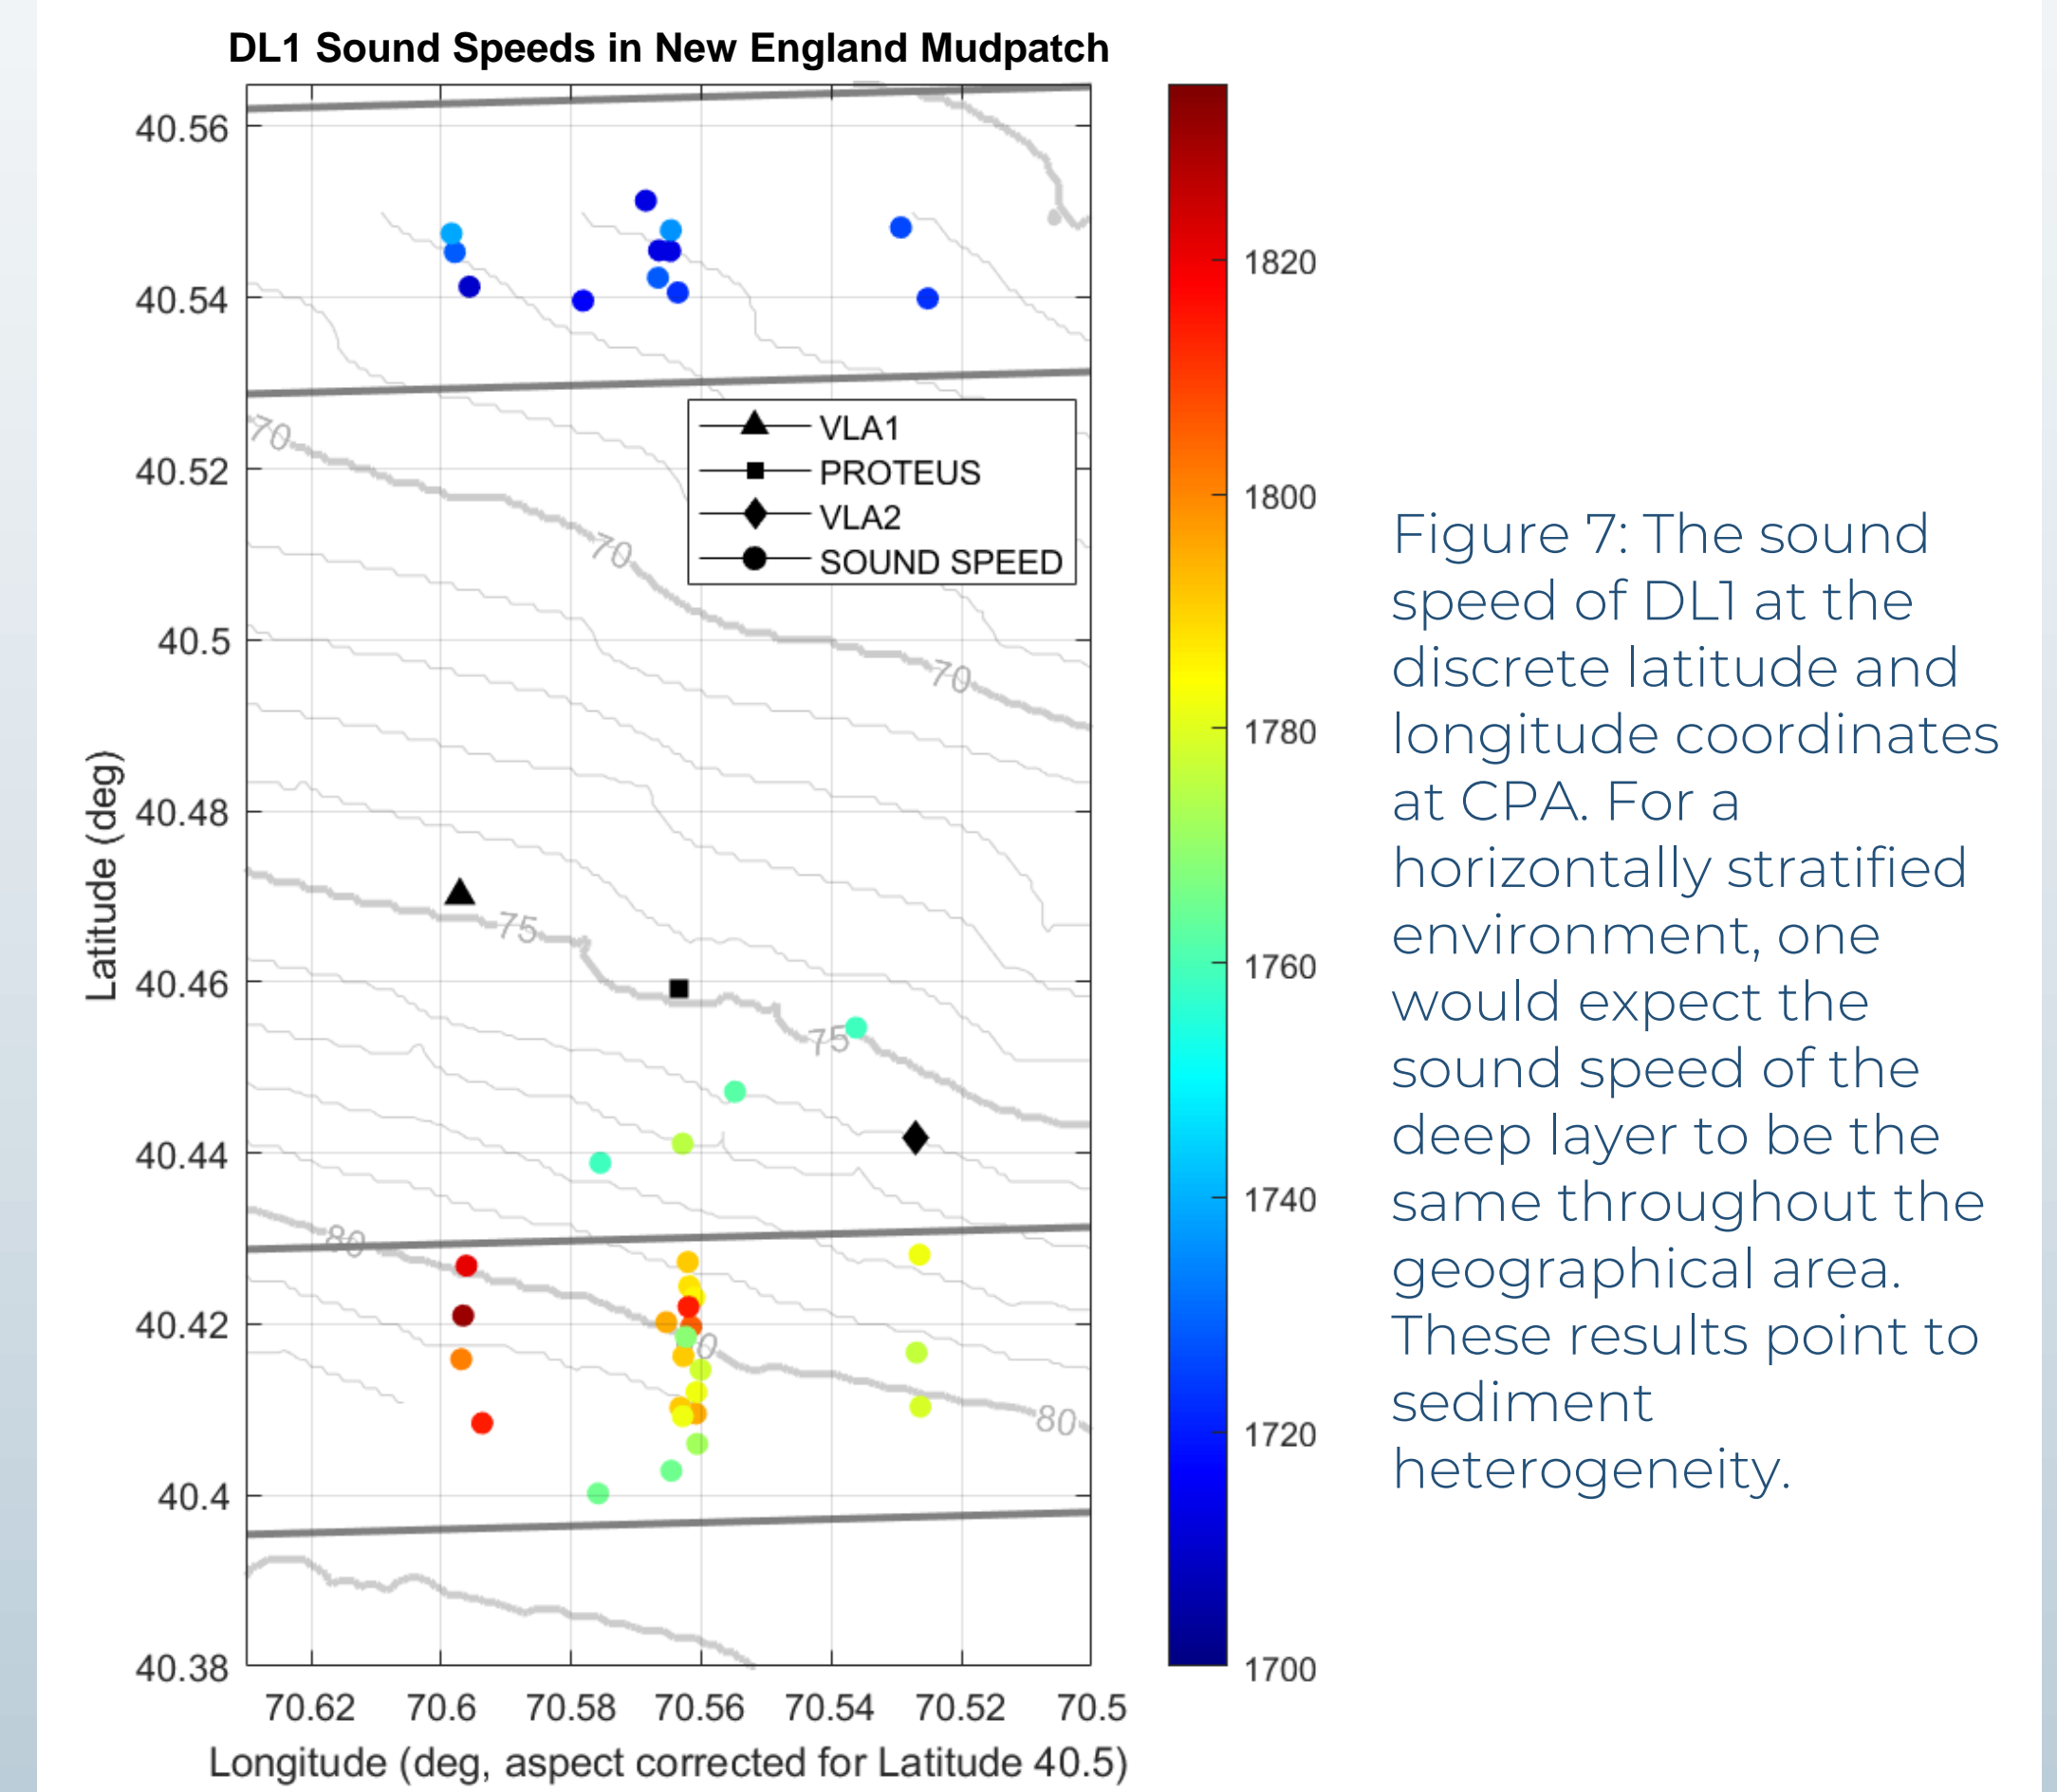 DL1 Sound Speeds in New England Mudpatch
40.56
40.54
40.52
40.5
40.48
40.46
40.44
40.42
40.4
40.38
Latitude (deg)
70
70
70
75
75
80
0
80
VLA1
PROTEUS
VLA2
SOUND SPEED
70.62
70.6
70.58
70.56
70.54
70.52
70.5
Longitude (deg, aspect corrected for Latitude 40.5)
1820
1800
1780
1760
1740
1720
1700
Figure 7: The sound
speed of DL1 at the
discrete latitude and
longitude coordinates
at CPA. For a
horizontally stratified
environment, one
would expect the
sound speed of the
deep layer to be the
same throughout the
geographical area.
These results point to
sediment
heterogeneity.